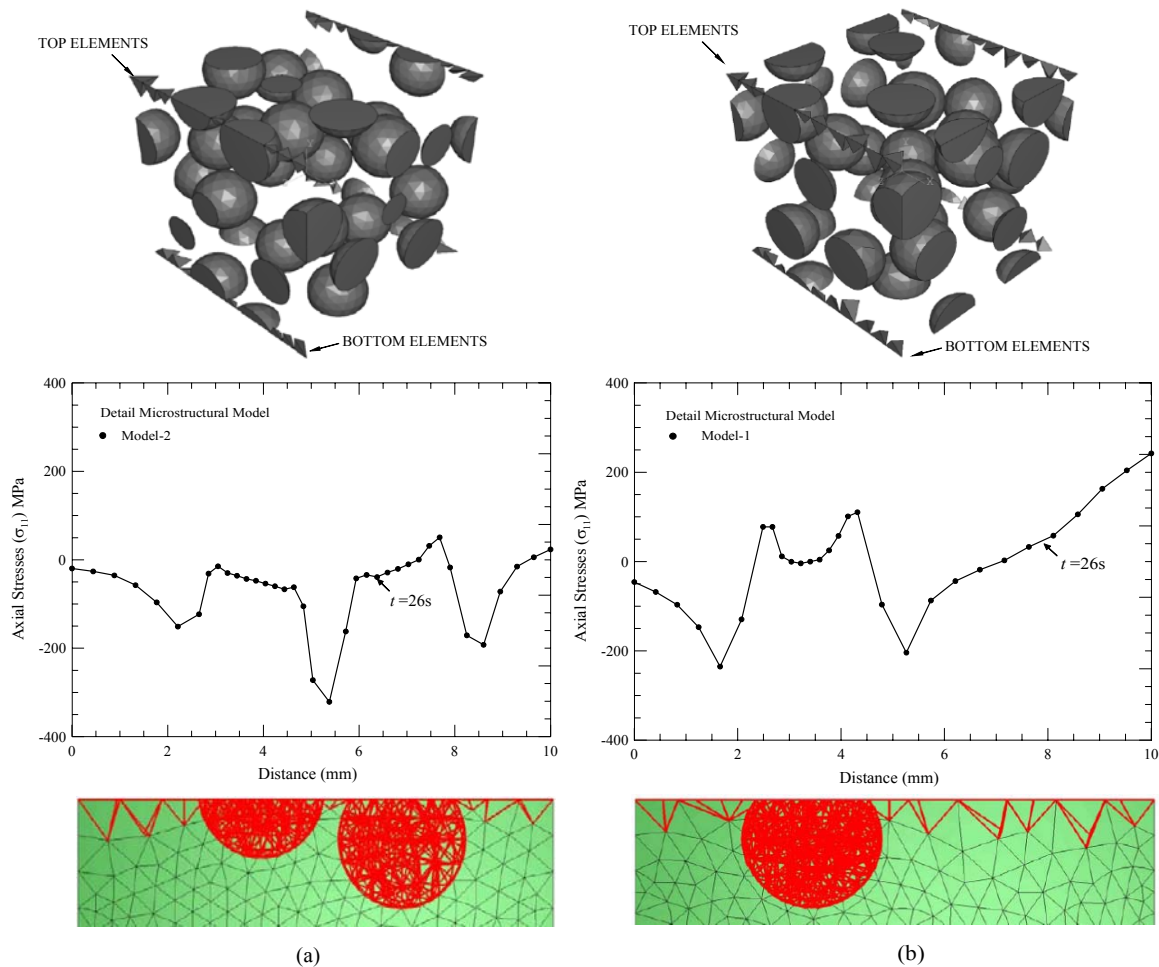 TOP ELEMENTS
BOTTOM ELEMENTS
TOP ELEMENTS
BOTTOM ELEMENTS
400
200
0
-200
-400
Axial Stresses (σ₁₁) MPa
Detail Microstructural Model
Model-2
t =26s
0 2 4 6 8 10
Distance (mm)
400
200
0
-200
-400
Axial Stresses (σ₁₁) MPa
Detail Microstructural Model
Model-1
t =26s
0 2 4 6 8 10
Distance (mm)
(a)
(b)